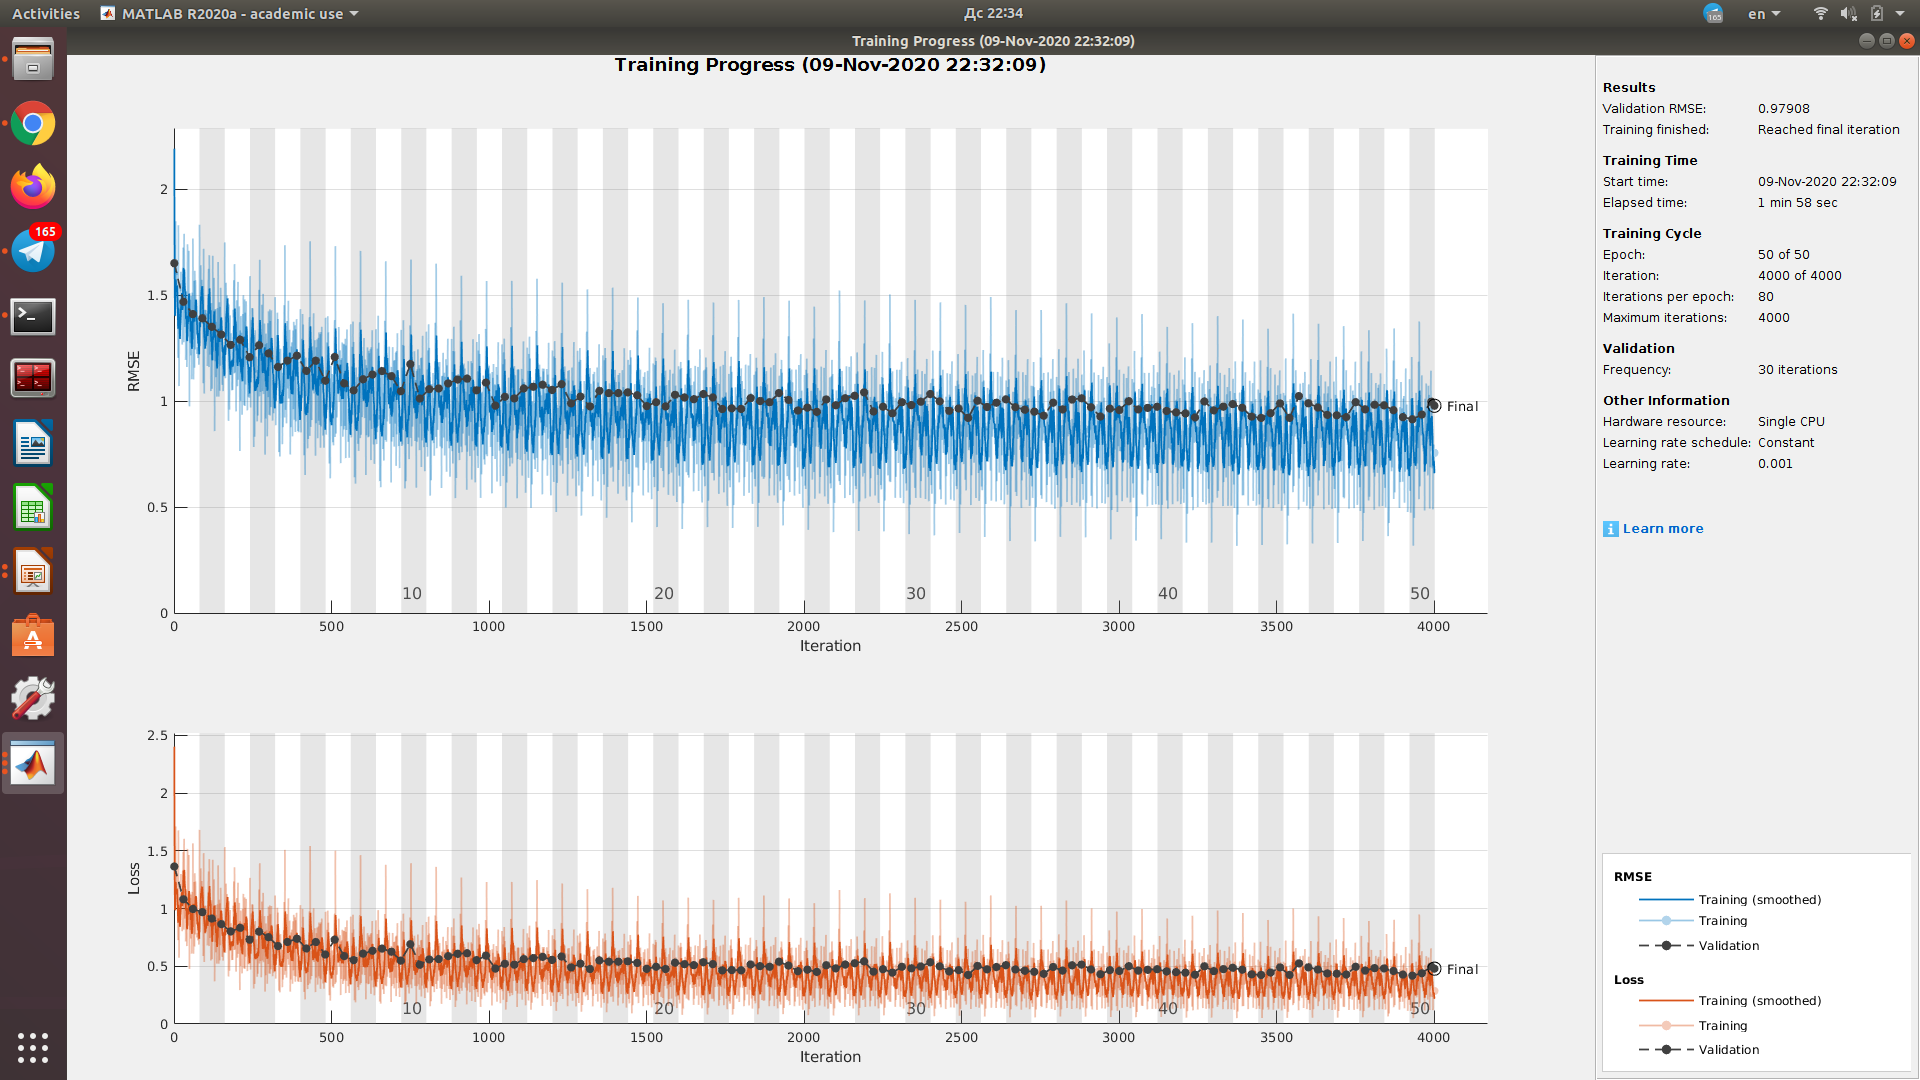 Activities
MATLAB R2020a - academic use
Дс 22:34
165
en
Training Progress (09-Nov-2020 22:32:09)
165
Training Progress (09-Nov-2020 22:32:09)
2
1.5
1
0.5
0
RMSE
Final
10 20 30 40 50
0 500 1000 1500 2000 2500 3000 3500 4000
Iteration
2.5
2
1.5
1
0.5
0
Loss
Final
10 20 30 40 50
0 500 1000 1500 2000 2500 3000 3500 4000
Iteration
Results
Validation RMSE: 0.97908
Training finished: Reached final iteration
Training Time
Start time: 09-Nov-2020 22:32:09
Elapsed time: 1 min 58 sec
Training Cycle
Epoch: 50 of 50
Iteration: 4000 of 4000
Iterations per epoch: 80
Maximum iterations: 4000
Validation
Frequency: 30 iterations
Other Information
Hardware resource: Single CPU
Learning rate schedule: Constant
Learning rate: 0.001
i Learn more
RMSE
Training (smoothed)
Training
Validation
Loss
Training (smoothed)
Training
Validation